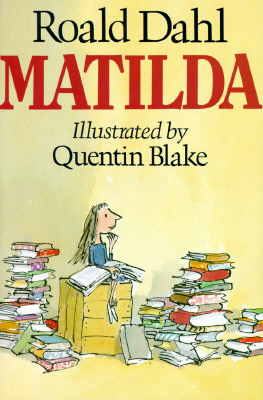 Roald Dahl
MATILDA
Illustrated by
Quentin Blake